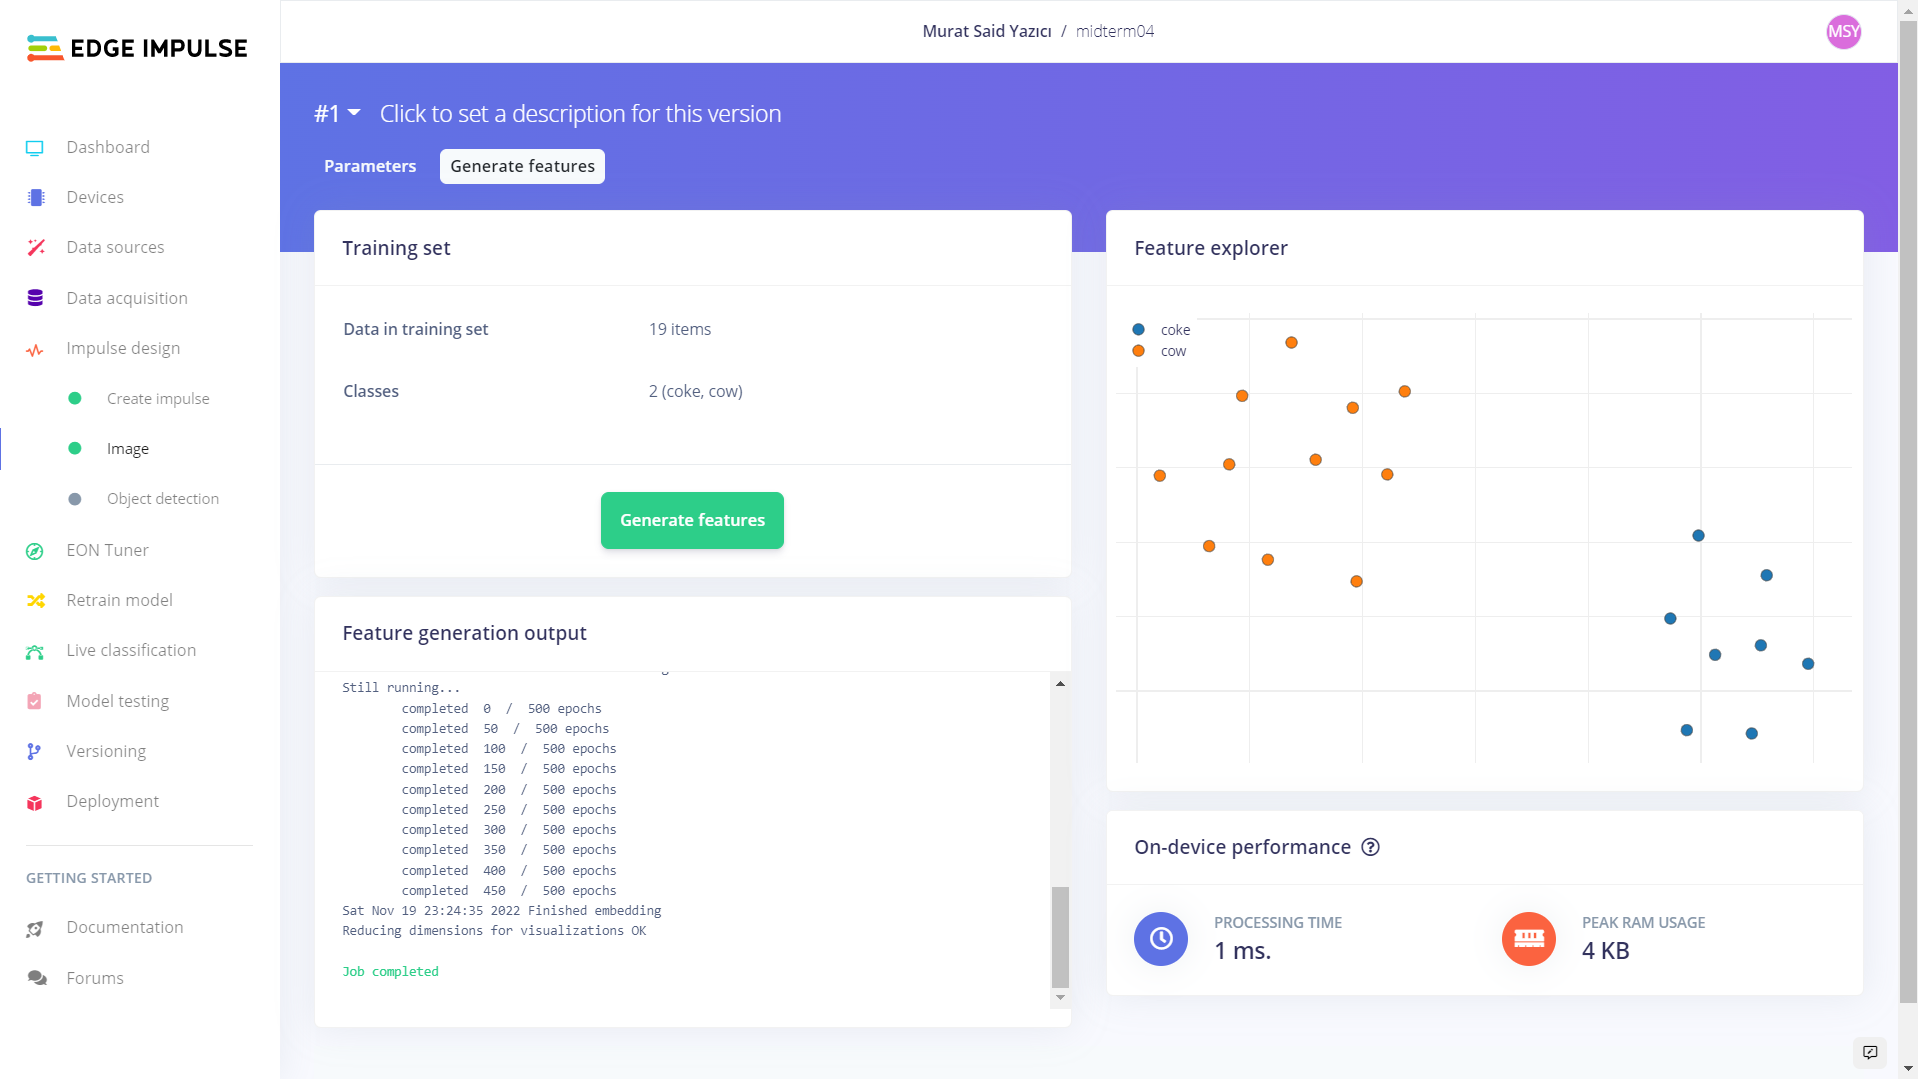 EDGE IMPULSE
Murat Said Yazıcı / midterm04
MSY
#1 Click to set a description for this version
Parameters
Generate features
Dashboard
Devices
Data sources
Data acquisition
Impulse design
Create impulse
Image
Object detection
EON Tuner
Retrain model
Live classification
Model testing
Versioning
Deployment
GETTING STARTED
Documentation
Forums
Training set
Data in training set 19 items
Classes 2 (coke, cow)
Generate features
Feature generation output
Still running...
completed 0 / 500 epochs
completed 50 / 500 epochs
completed 100 / 500 epochs
completed 150 / 500 epochs
completed 200 / 500 epochs
completed 250 / 500 epochs
completed 300 / 500 epochs
completed 350 / 500 epochs
completed 400 / 500 epochs
completed 450 / 500 epochs
Sat Nov 19 23:24:35 2022 Finished embedding
Reducing dimensions for visualizations OK
Job completed
Feature explorer
coke
cow
On-device performance ?
PROCESSING TIME
1 ms.
PEAK RAM USAGE
4 KB